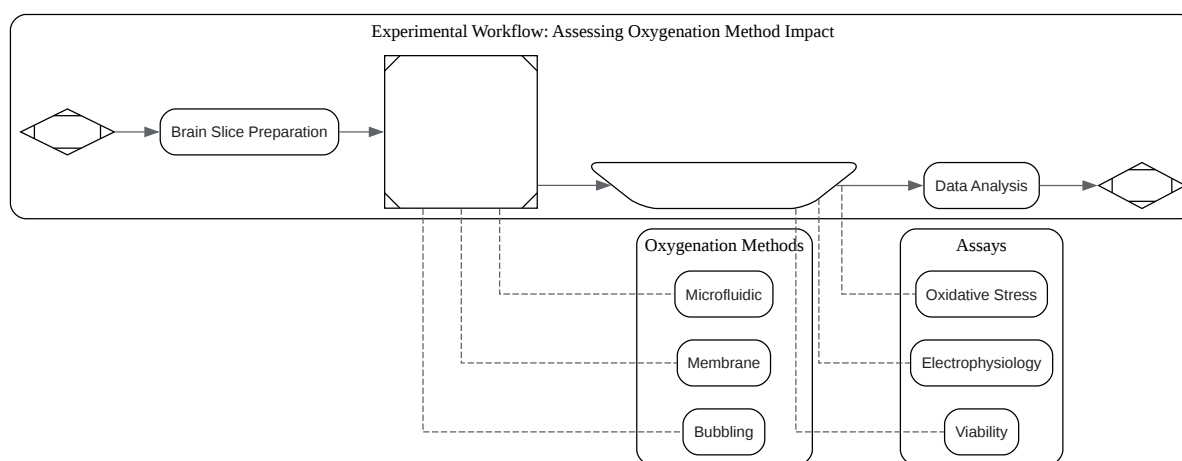 Experimental Workflow: Assessing Oxygenation Method Impact
Brain Slice Preparation
Data Analysis
Oxygenation Methods
Microfluidic
Membrane
Bubbling
Assays
Oxidative Stress
Electrophysiology
Viability